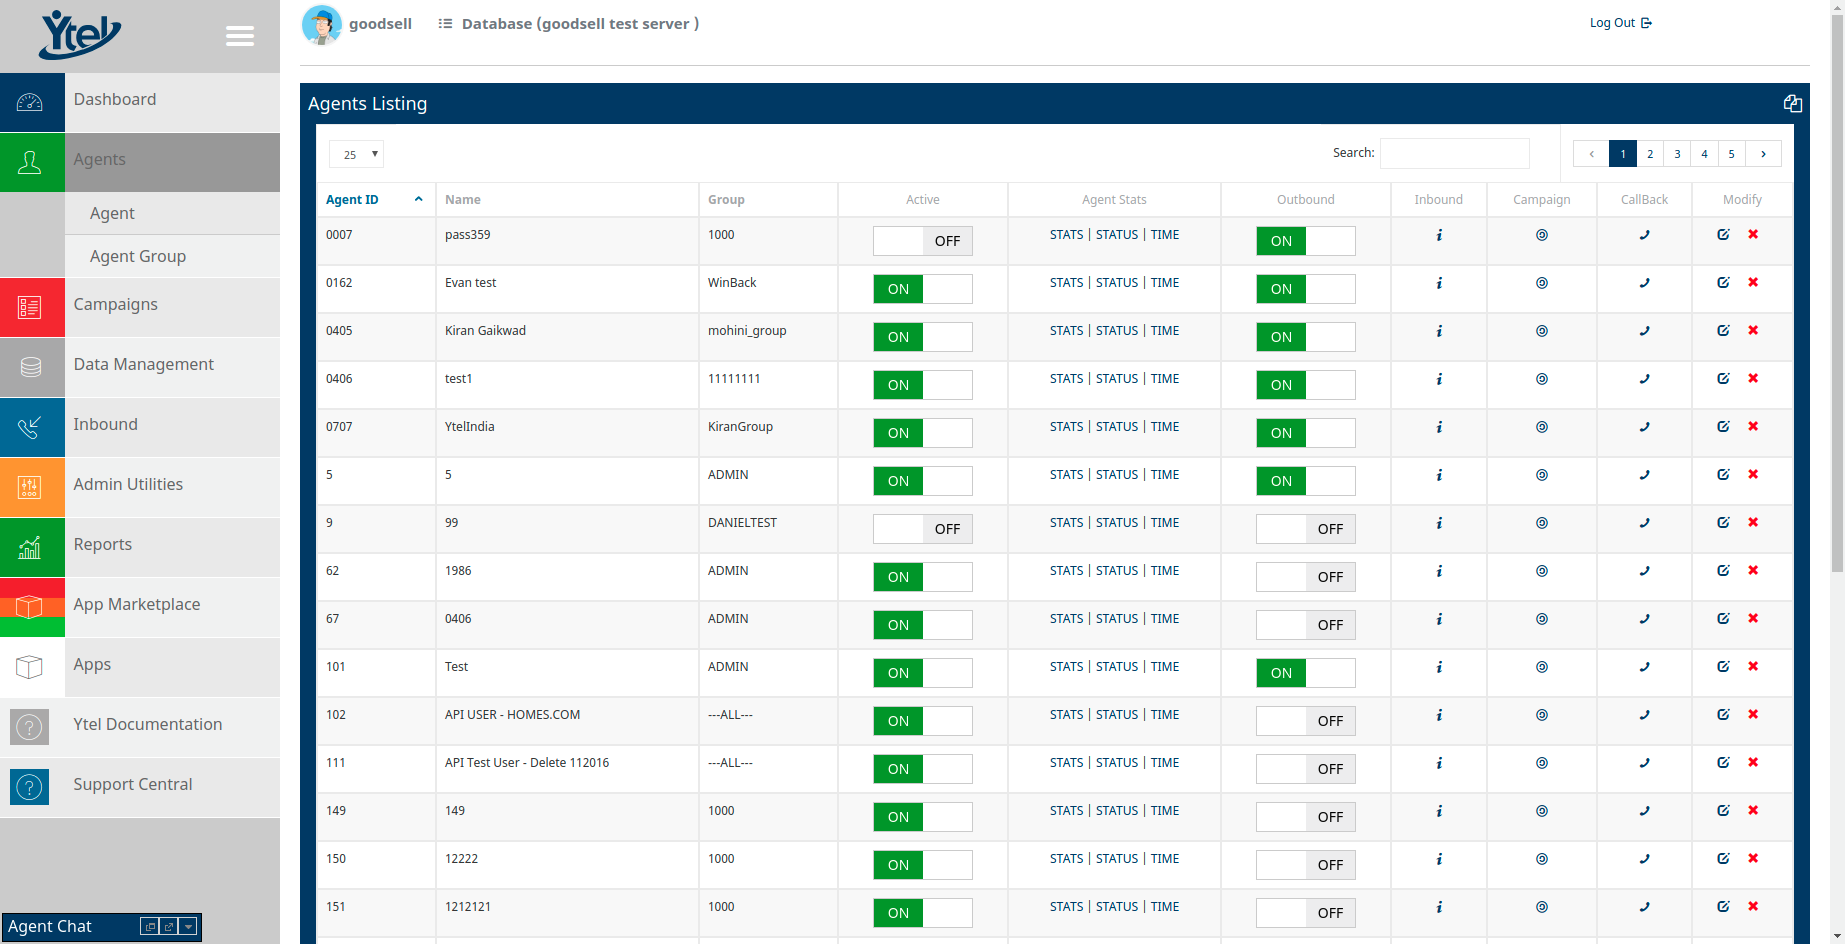 Ytel
goodsell Database (goodsell test server ) Log Out
Dashboard
Agents
Agent
Agent Group
Campaigns
Data Management
Inbound
Admin Utilities
Reports
App Marketplace
Apps
Ytel Documentation
Support Central
Agent Chat
Agents Listing
25 Search: ‹ 1 2 3 4 5 ›
Agent ID Name Group Active Agent Stats Outbound Inbound Campaign CallBack Modify
0007 pass359 1000 OFF STATS | STATUS | TIME ON
0162 Evan test WinBack ON STATS | STATUS | TIME ON
0405 Kiran Gaikwad mohini_group ON STATS | STATUS | TIME ON
0406 test1 11111111 ON STATS | STATUS | TIME ON
0707 YtelIndia KiranGroup ON STATS | STATUS | TIME ON
5 5 ADMIN ON STATS | STATUS | TIME ON
9 99 DANIELTEST OFF STATS | STATUS | TIME OFF
62 1986 ADMIN ON STATS | STATUS | TIME OFF
67 0406 ADMIN ON STATS | STATUS | TIME OFF
101 Test ADMIN ON STATS | STATUS | TIME ON
102 API USER - HOMES.COM ---ALL--- ON STATS | STATUS | TIME OFF
111 API Test User - Delete 112016 ---ALL--- ON STATS | STATUS | TIME OFF
149 149 1000 ON STATS | STATUS | TIME OFF
150 12222 1000 ON STATS | STATUS | TIME OFF
151 1212121 1000 ON STATS | STATUS | TIME OFF